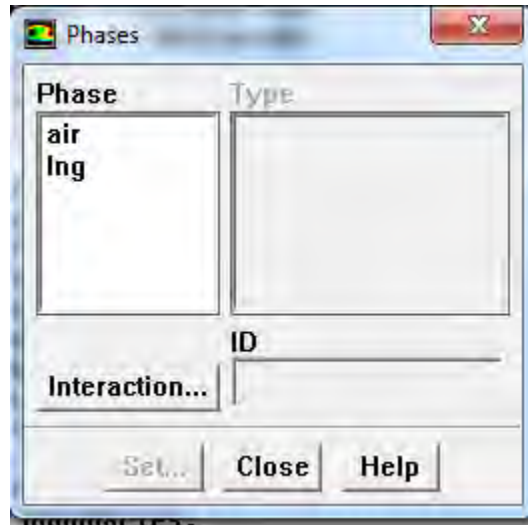 Phases
Phase Type
air
lng
ID
Interaction...
Set... Close Help